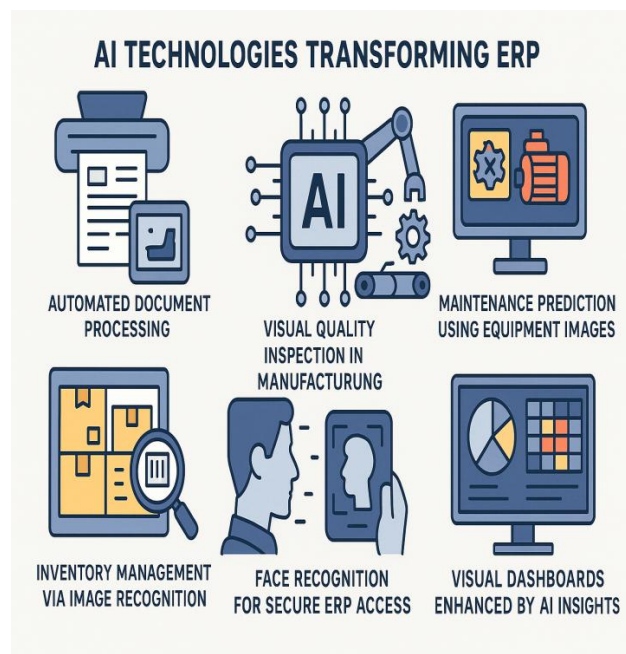 AI TECHNOLOGIES TRANSFORMING ERP
AI
AUTOMATED DOCUMENT
PROCESSING
VISUAL QUALITY
INSPECTION IN
MANUFACTURUNG
MAINTENANCE PREDICTION
USING EQUIPMENT IMAGES
INVENTORY MANAGEMENT
VIA IMAGE RECOGNITION
FACE RECOGNITION
FOR SECURE ERP ACCESS
VISUAL DASHBOARDS
ENHANCED BY AI INSIGHTS